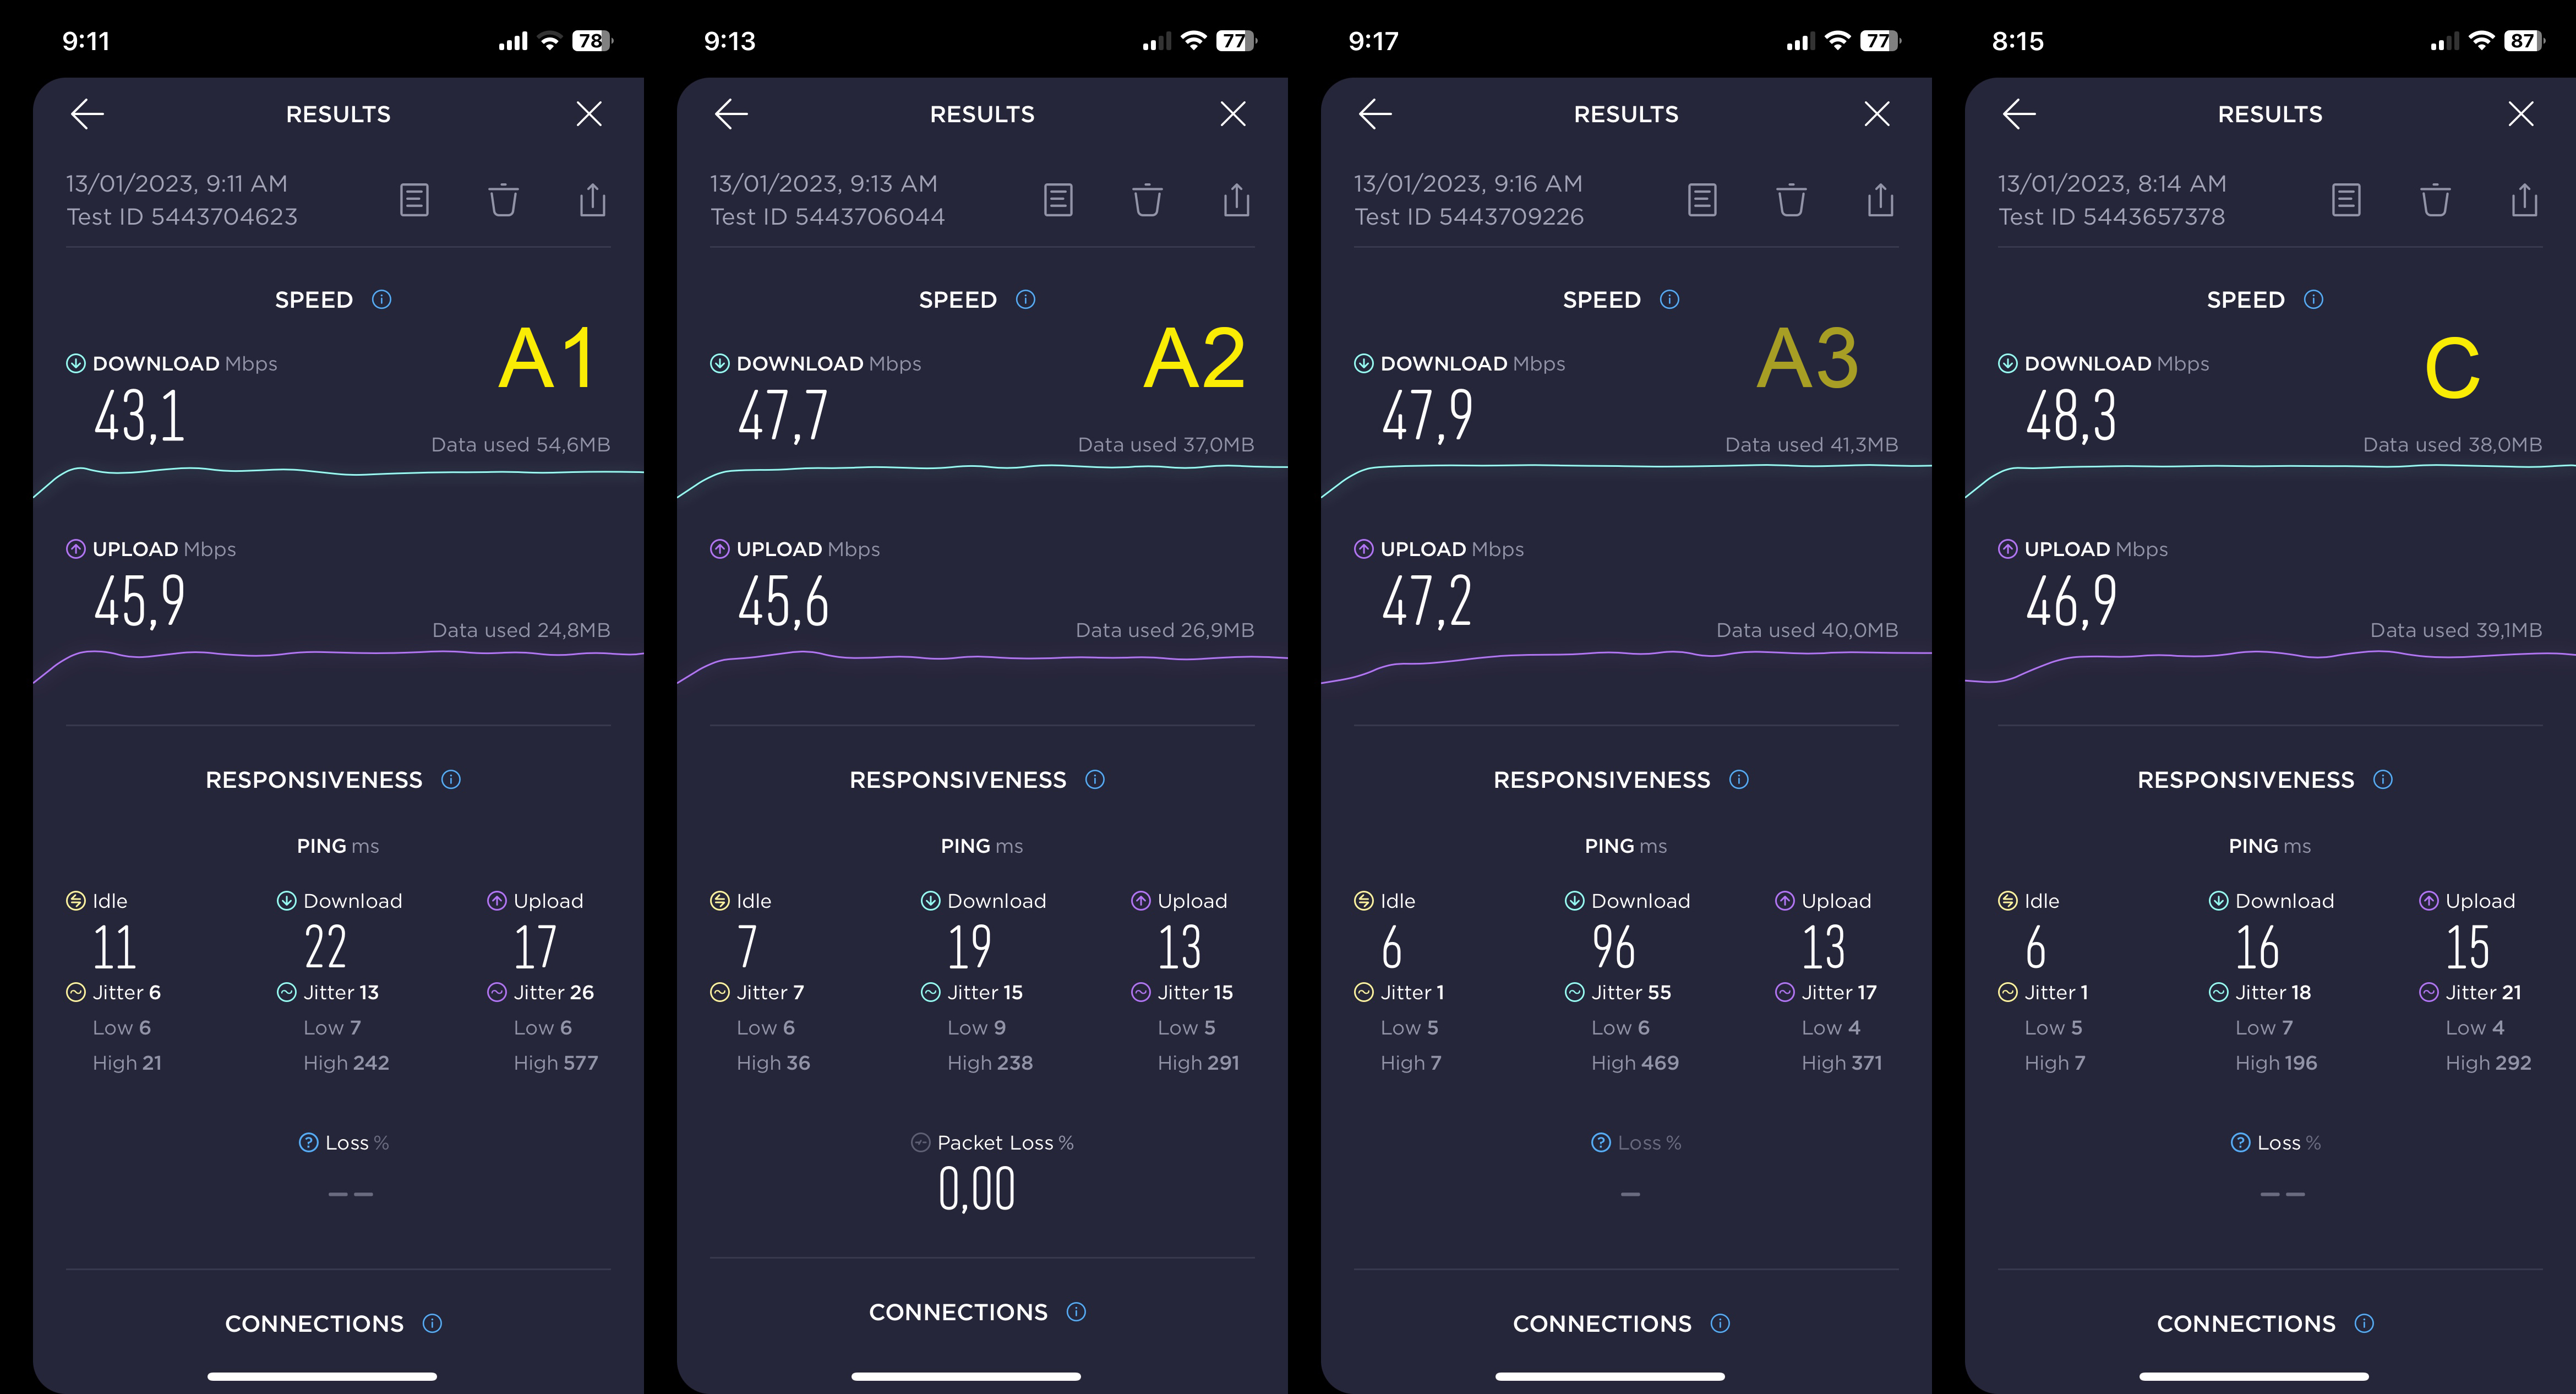 9:11
78
RESULTS
13/01/2023, 9:11 AM
Test ID 5443704623
SPEED
A1
DOWNLOAD Mbps
43,1
Data used 54,6MB
UPLOAD Mbps
45,9
Data used 24,8MB
RESPONSIVENESS
PING ms
Idle Download Upload
11 22 17
Jitter 6 Jitter 13 Jitter 26
Low 6 Low 7 Low 6
High 21 High 242 High 577
Loss %
– –
CONNECTIONS
9:13
77
RESULTS
13/01/2023, 9:13 AM
Test ID 5443706044
SPEED
A2
DOWNLOAD Mbps
47,7
Data used 37,0MB
UPLOAD Mbps
45,6
Data used 26,9MB
RESPONSIVENESS
PING ms
Idle Download Upload
7 19 13
Jitter 7 Jitter 15 Jitter 15
Low 6 Low 9 Low 5
High 36 High 238 High 291
Packet Loss %
0,00
CONNECTIONS
9:17
77
RESULTS
13/01/2023, 9:16 AM
Test ID 5443709226
SPEED
A3
DOWNLOAD Mbps
47,9
Data used 41,3MB
UPLOAD Mbps
47,2
Data used 40,0MB
RESPONSIVENESS
PING ms
Idle Download Upload
6 96 13
Jitter 1 Jitter 55 Jitter 17
Low 5 Low 6 Low 4
High 7 High 469 High 371
Loss %
–
CONNECTIONS
8:15
87
RESULTS
13/01/2023, 8:14 AM
Test ID 5443657378
SPEED
C
DOWNLOAD Mbps
48,3
Data used 38,0MB
UPLOAD Mbps
46,9
Data used 39,1MB
RESPONSIVENESS
PING ms
Idle Download Upload
6 16 15
Jitter 1 Jitter 18 Jitter 21
Low 5 Low 7 Low 4
High 7 High 196 High 292
Loss %
– –
CONNECTIONS